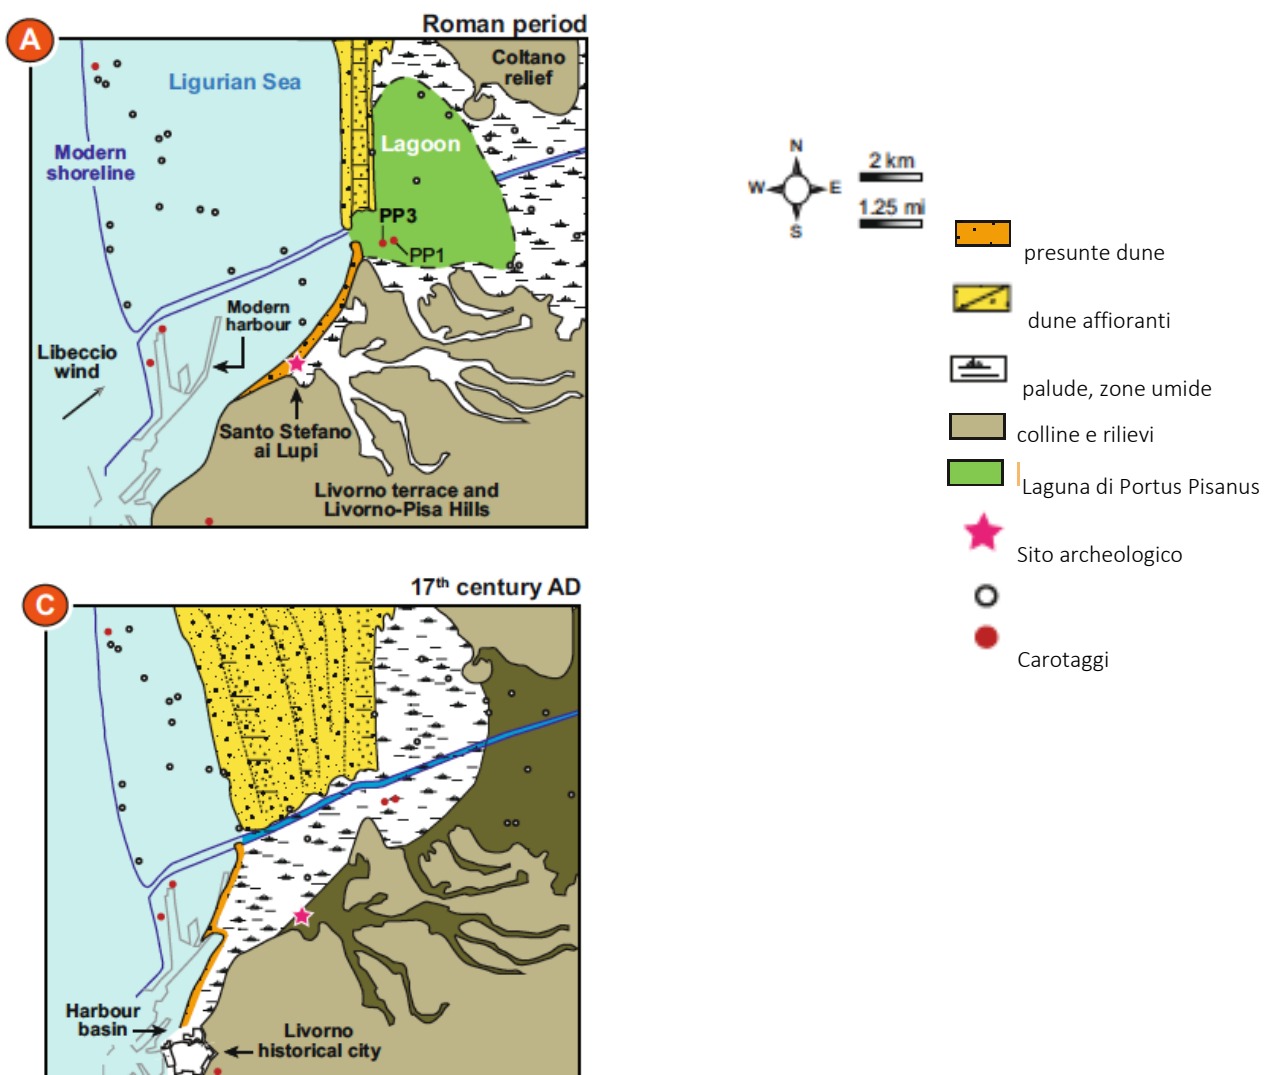 A
Roman period
Coltano
relief
Ligurian Sea
Lagoon
Modern
shoreline
PP3
PP1
Modern
harbour
Libeccio
wind
Santo Stefano
ai Lupi
Livorno terrace and
Livorno-Pisa Hills
N
W
E
S
2 km
1.25 mi
presunte dune
dune affioranti
palude, zone umide
colline e rilievi
Laguna di Portus Pisanus
Sito archeologico
Carotaggi
C
17th century AD
Harbour
basin
Livorno
historical city